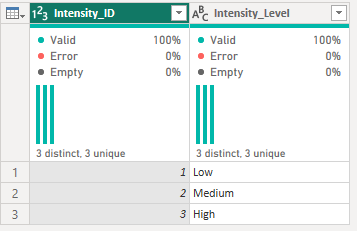 1²3 Intensity_ID ABC Intensity_Level
Valid 100% Valid 100%
Error 0% Error 0%
Empty 0% Empty 0%
3 distinct, 3 unique 3 distinct, 3 unique
1 1 Low
2 2 Medium
3 3 High